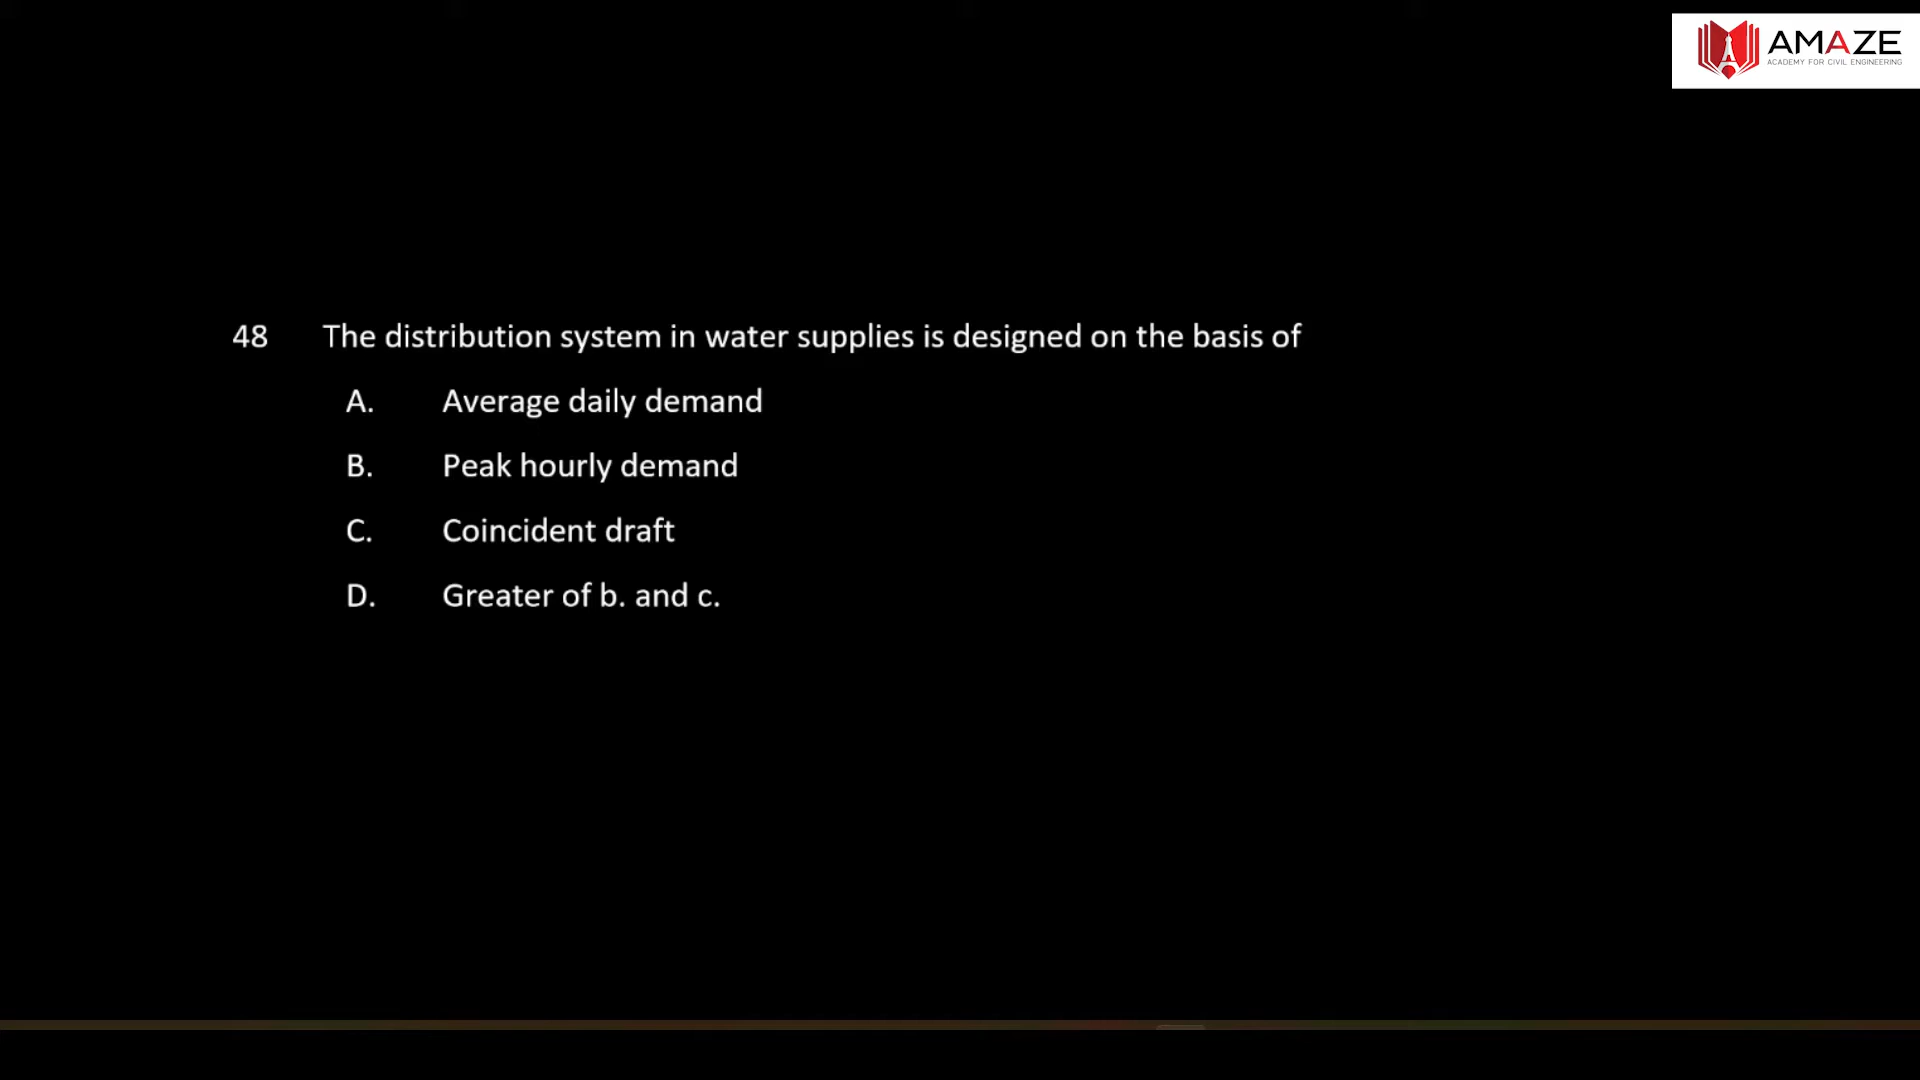 AMAZE
ACADEMY FOR CIVIL ENGINEERING
48 The distribution system in water supplies is designed on the basis of
A. Average daily demand
B. Peak hourly demand
C. Coincident draft
D. Greater of b. and c.